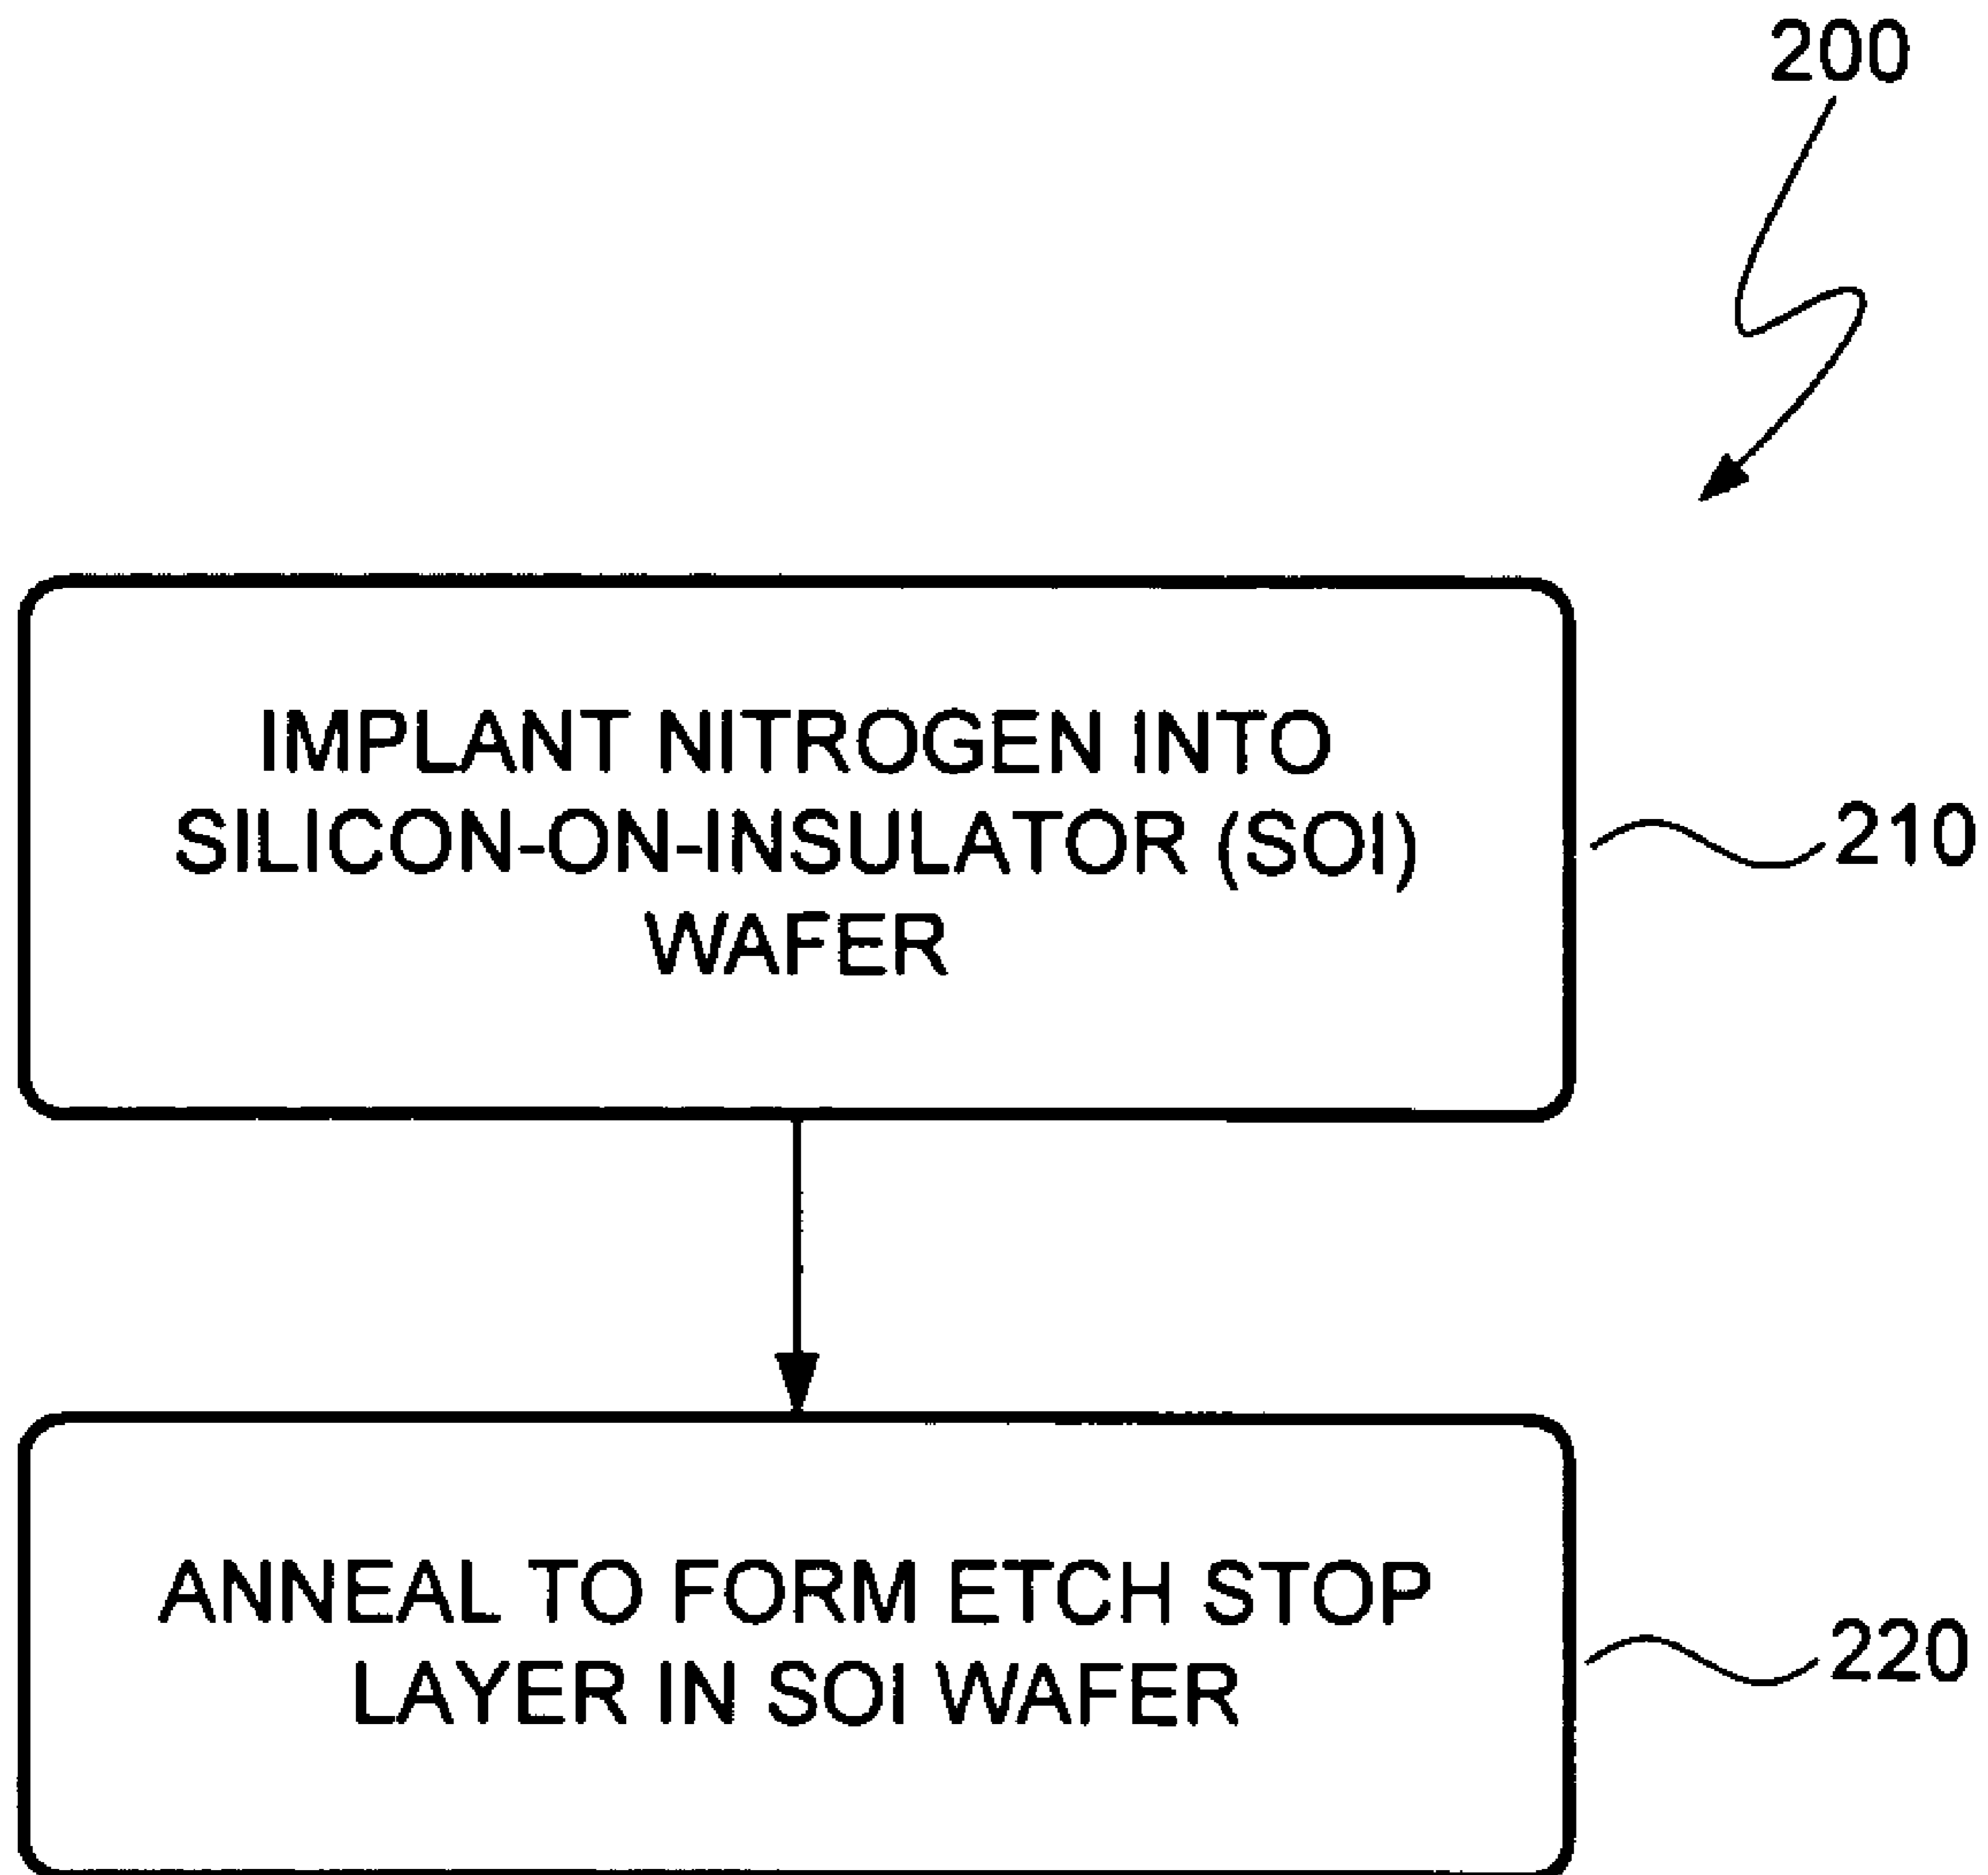 200
IMPLANT NITROGEN INTO
SILICON-ON-INSULATOR (SOI)
WAFER
210
ANNEAL TO FORM ETCH STOP
LAYER IN SOI WAFER
220